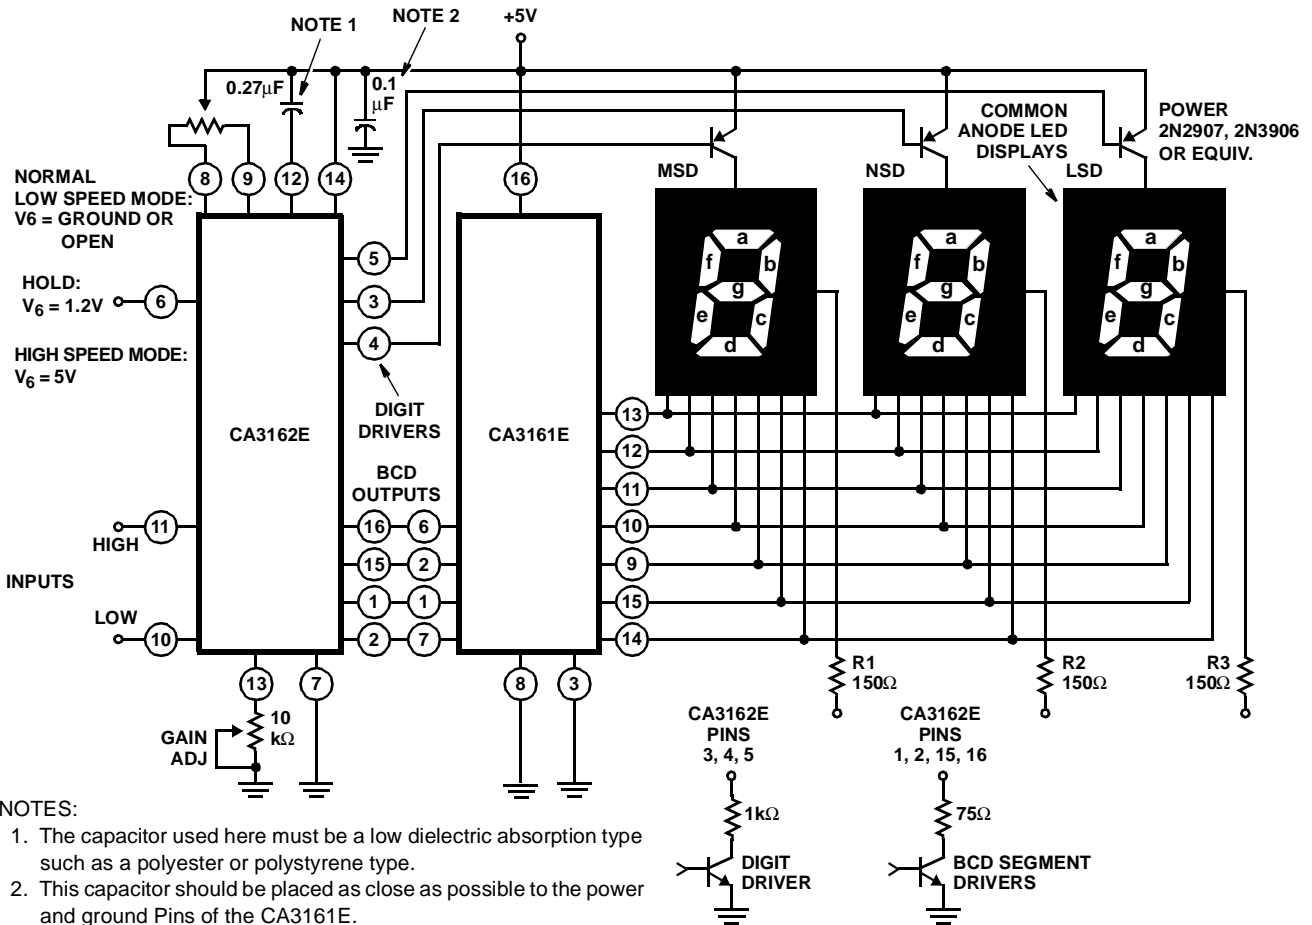 NOTE 1
NOTE 2
+5V
0.27µF
0.1
µF
8
9
12
14
16
NORMAL
LOW SPEED MODE:
V6 = GROUND OR
OPEN
HOLD:
V6 = 1.2V
6
HIGH SPEED MODE:
V6 = 5V
5
3
4
DIGIT
DRIVERS
CA3162E
CA3161E
BCD
OUTPUTS
COMMON
ANODE LED
DISPLAYS
POWER
2N2907, 2N3906
OR EQUIV.
MSD
NSD
LSD
a
f
b
g
e
c
d
a
f
b
g
e
c
d
a
f
b
g
e
c
d
13
12
11
10
9
15
14
11
HIGH
INPUTS
LOW
10
16
6
15
2
1
1
2
7
13
7
8
3
GAIN
ADJ
10
kΩ
R1
150Ω
R2
150Ω
R3
150Ω
CA3162E
PINS
3, 4, 5
1kΩ
DIGIT
DRIVER
CA3162E
PINS
1, 2, 15, 16
75Ω
BCD SEGMENT
DRIVERS
NOTES:
1. The capacitor used here must be a low dielectric absorption type
such as a polyester or polystyrene type.
2. This capacitor should be placed as close as possible to the power
and ground Pins of the CA3161E.